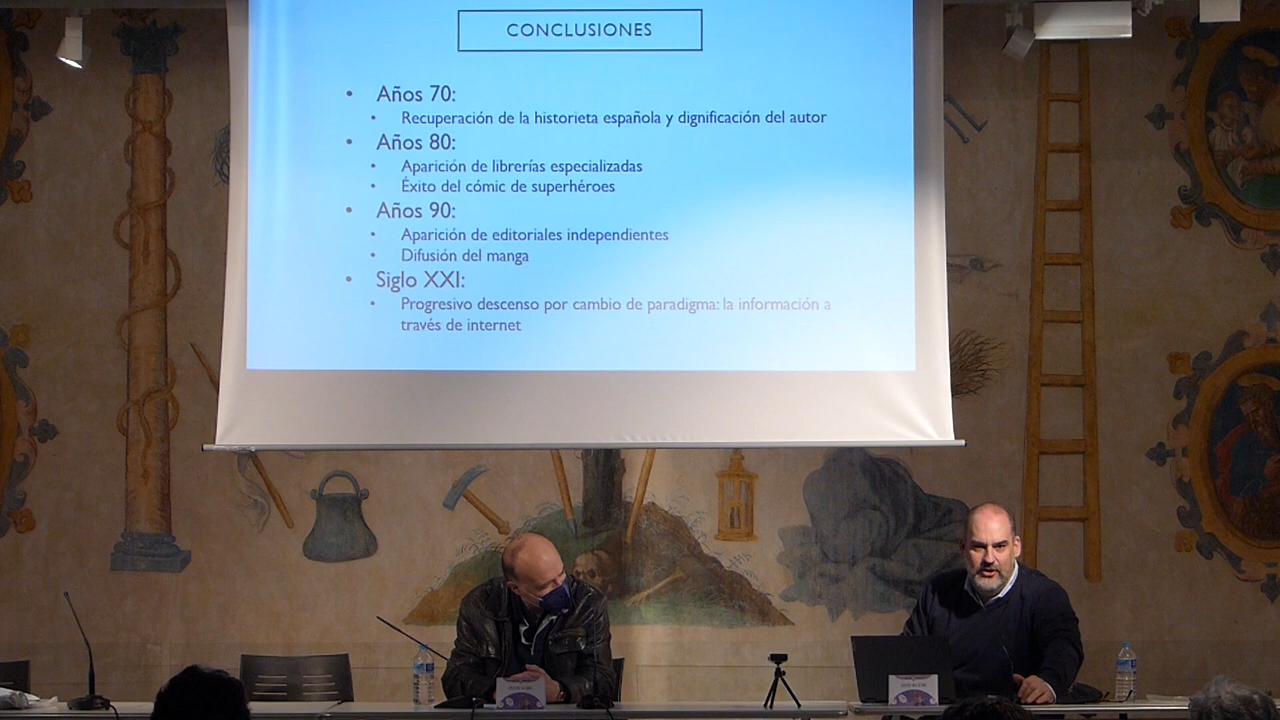 CONCLUSIONES
• Años 70:
• Recuperación de la historieta española y dignificación del autor
• Años 80:
• Aparición de librerías especializadas
• Éxito del cómic de superhéroes
• Años 90:
• Aparición de editoriales independientes
• Difusión del manga
• Siglo XXI:
• Progresivo descenso por cambio de paradigma: la información a
través de internet